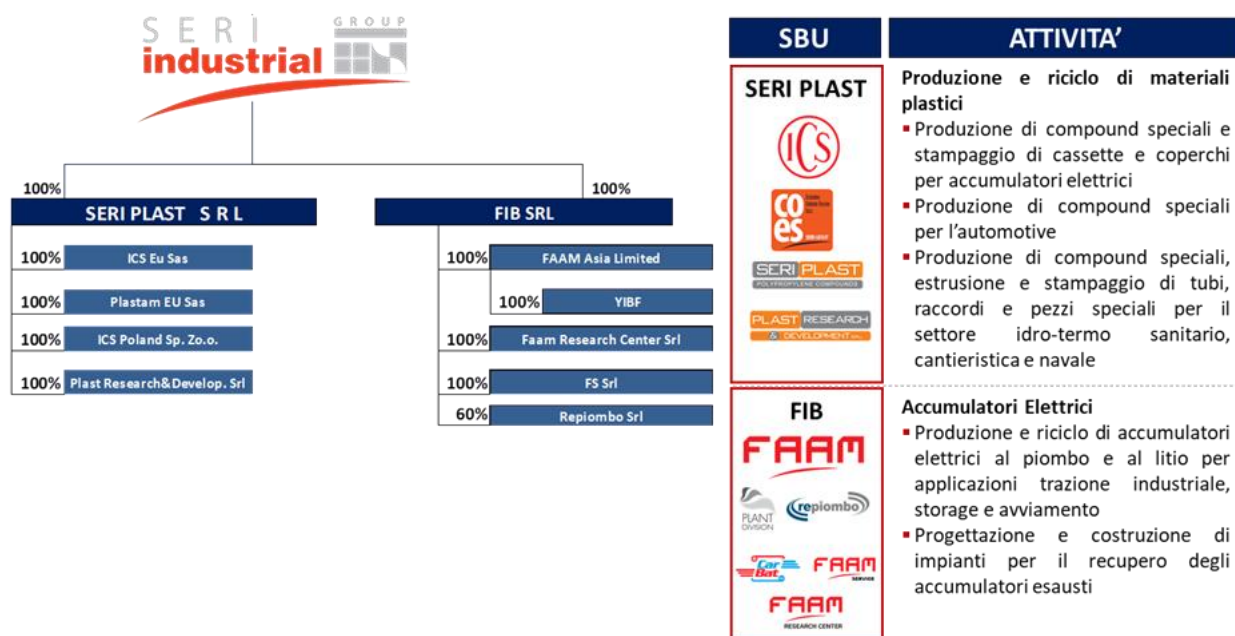 SERI
industrial
GROUP
100%
100%
SERI PLAST S R L
FIB SRL
100%
ICS Eu Sas
100%
FAAM Asia Limited
100%
Plastam EU Sas
100%
YIBF
100%
ICS Poland Sp. Zo.o.
100%
Faam Research Center Srl
100%
Plast Research&Develop. Srl
100%
FS Srl
60%
Repiombo Srl
SBU
ATTIVITA’
SERI PLAST
ICS
co
es
SERI PLAST
POLYPROPYLENE COMPOUNDS
PLAST RESEARCH
& DEVELOPMENT
Produzione e riciclo di materiali
plastici
Produzione di compound speciali e
stampaggio di cassette e coperchi
per accumulatori elettrici
Produzione di compound speciali
per l’automotive
Produzione di compound speciali,
estrusione e stampaggio di tubi,
raccordi e pezzi speciali per il
settore idro-termo sanitario,
cantieristica e navale
FIB
FAAM
PLANT
DIVISION
repiombo
Car
Bat
FAAM
SERVICE
FAAM
RESEARCH CENTER
Accumulatori Elettrici
Produzione e riciclo di accumulatori
elettrici al piombo e al litio per
applicazioni trazione industriale,
storage e avviamento
Progettazione e costruzione di
impianti per il recupero degli
accumulatori esausti